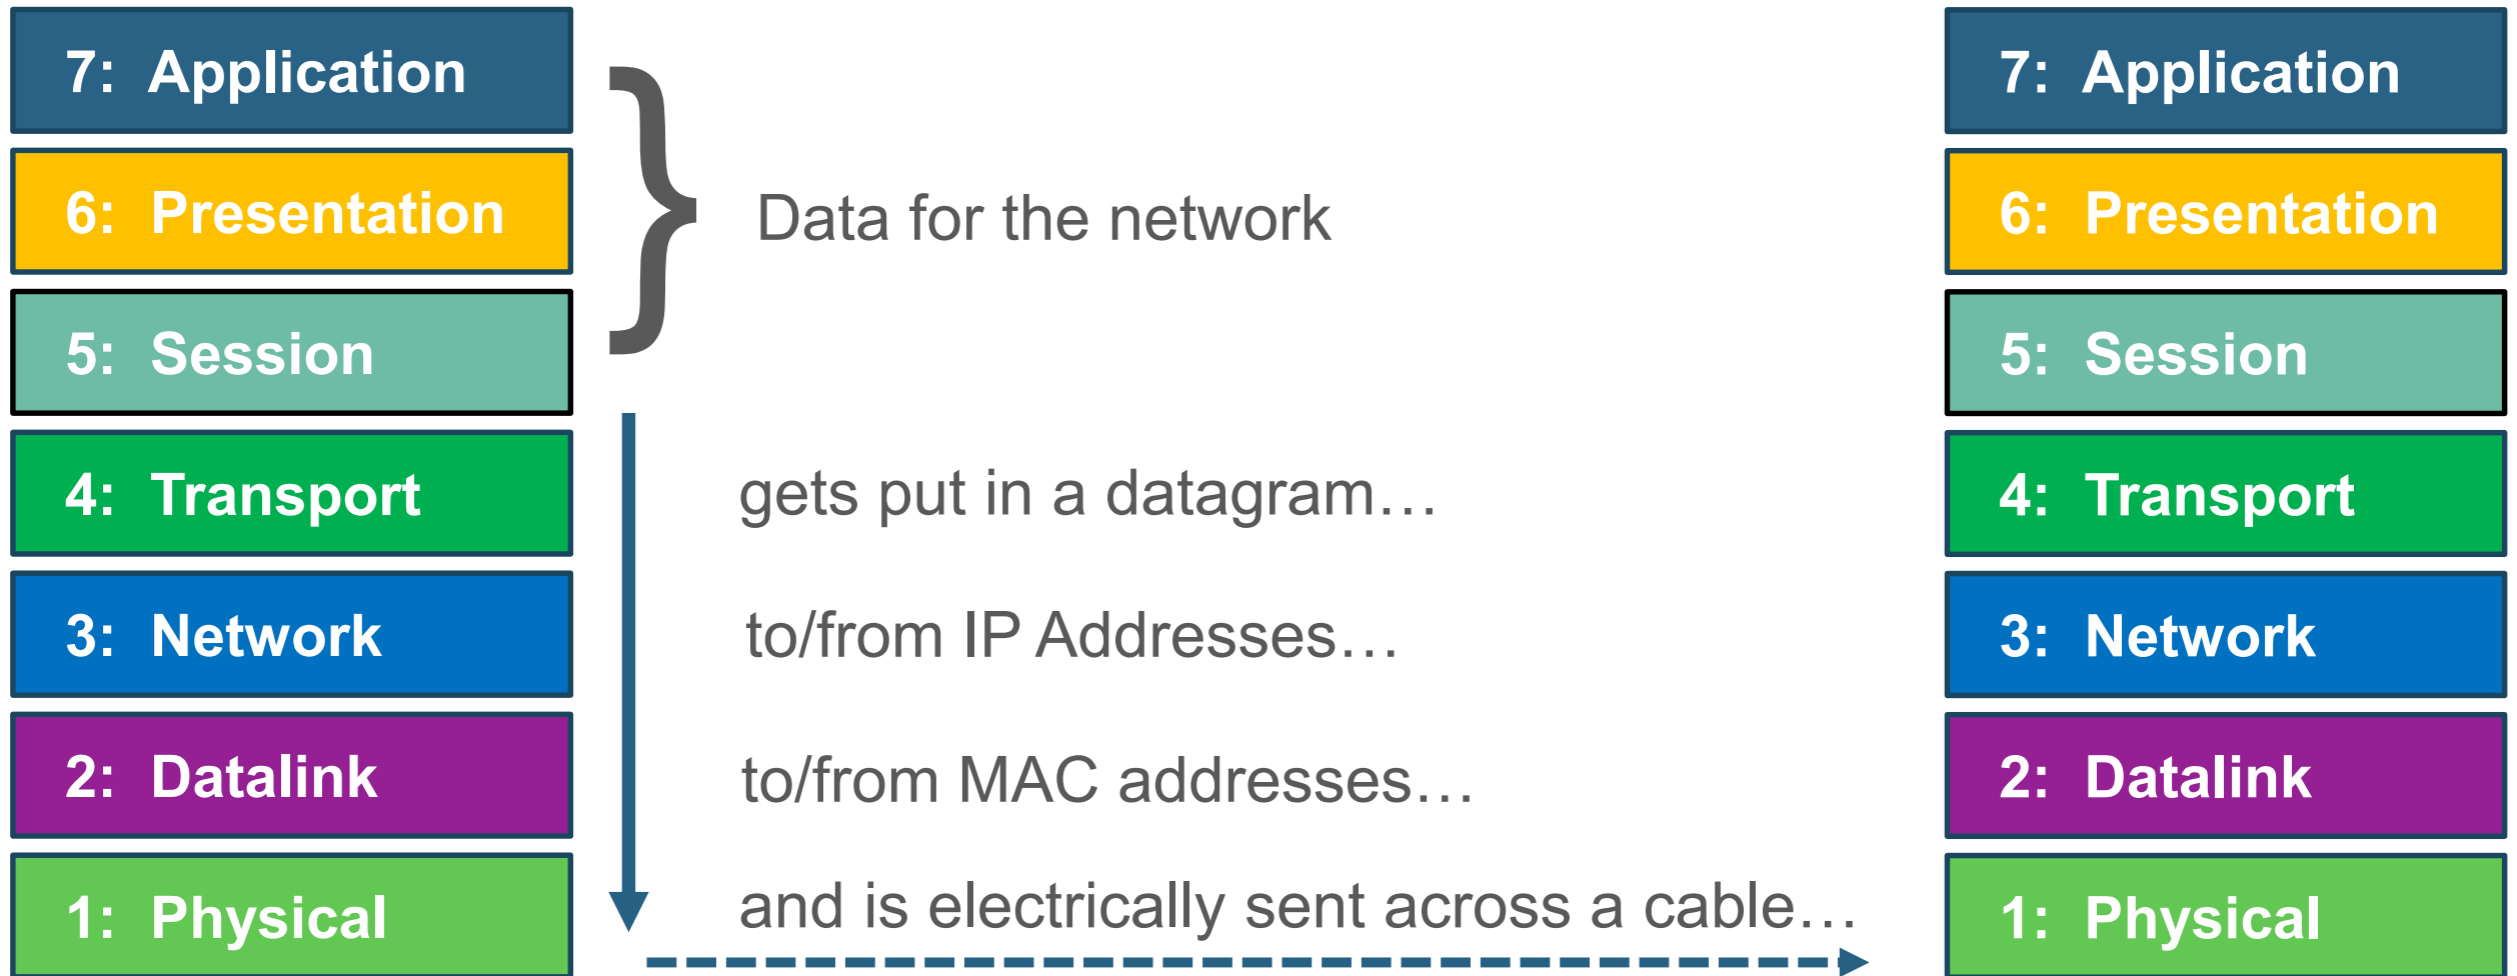 7: Application
6: Presentation
5: Session
4: Transport
3: Network
2: Datalink
1: Physical
Data for the network
gets put in a datagram…
to/from IP Addresses…
to/from MAC addresses…
and is electrically sent across a cable…
7: Application
6: Presentation
5: Session
4: Transport
3: Network
2: Datalink
1: Physical